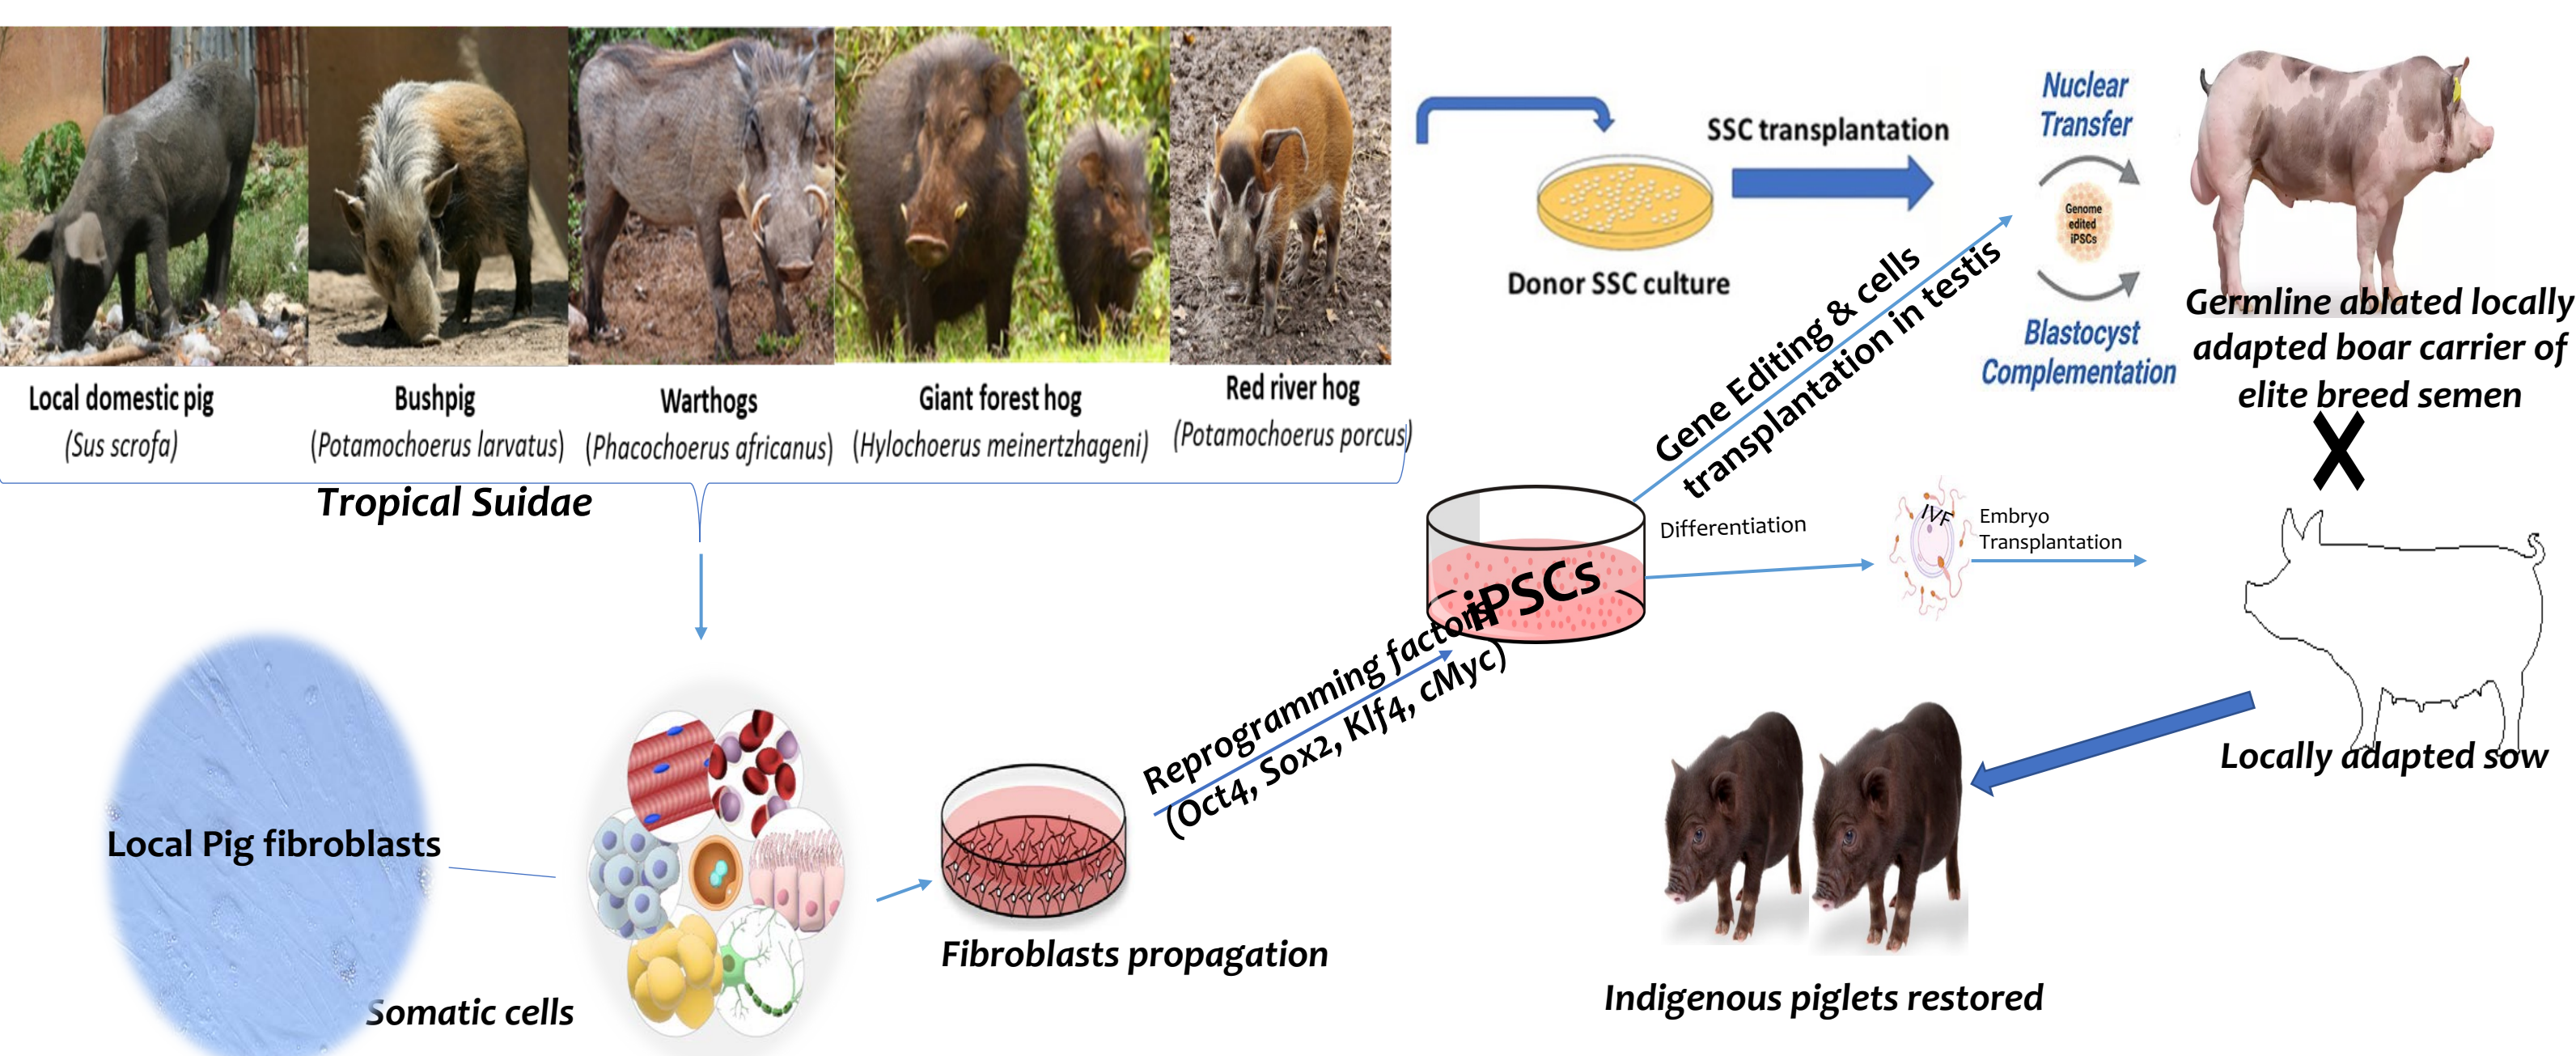 Local domestic pig
(Sus scrofa)
Bushpig
(Potamochoerus larvatus)
Warthogs
(Phacochoerus africanus)
Giant forest hog
(Hylochoerus meinertzhageni)
Red river hog
(Potamochoerus porcus)
Tropical Suidae
Donor SSC culture
SSC transplantation
Nuclear
Transfer
Genome
edited
iPSCs
Blastocyst
Complementation
Germline ablated locally
adapted boar carrier of
elite breed semen
X
Gene Editing & cells
transplantation in testis
iPSCs
Differentiation
IVF
Embryo
Transplantation
Locally adapted sow
Reprogramming factors
(Oct4, Sox2, Klf4, cMyc)
Local Pig fibroblasts
Somatic cells
Fibroblasts propagation
Indigenous piglets restored